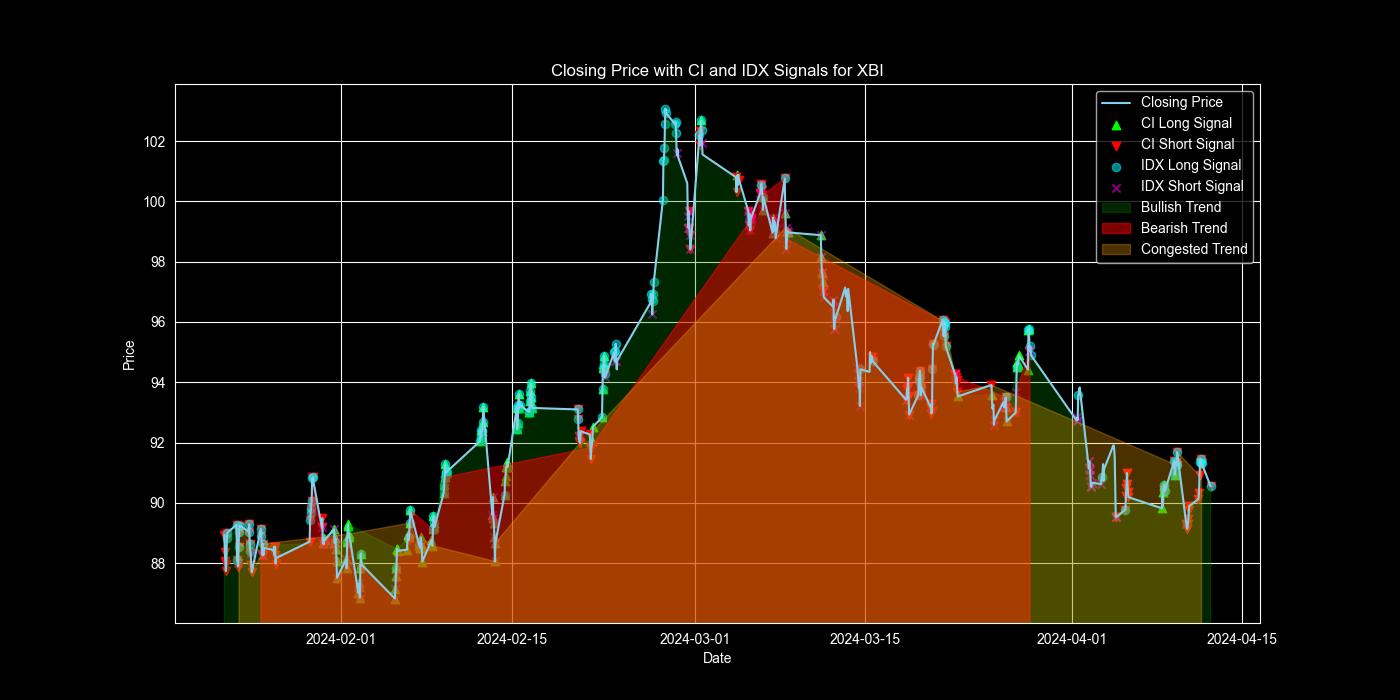 Closing Price with CI and IDX Signals for XBI
Closing Price
CI Long Signal
CI Short Signal
IDX Long Signal
IDX Short Signal
Bullish Trend
Bearish Trend
Congested Trend
Price
102
100
98
96
94
92
90
88
2024-02-01
2024-02-15
2024-03-01
2024-03-15
2024-04-01
2024-04-15
Date